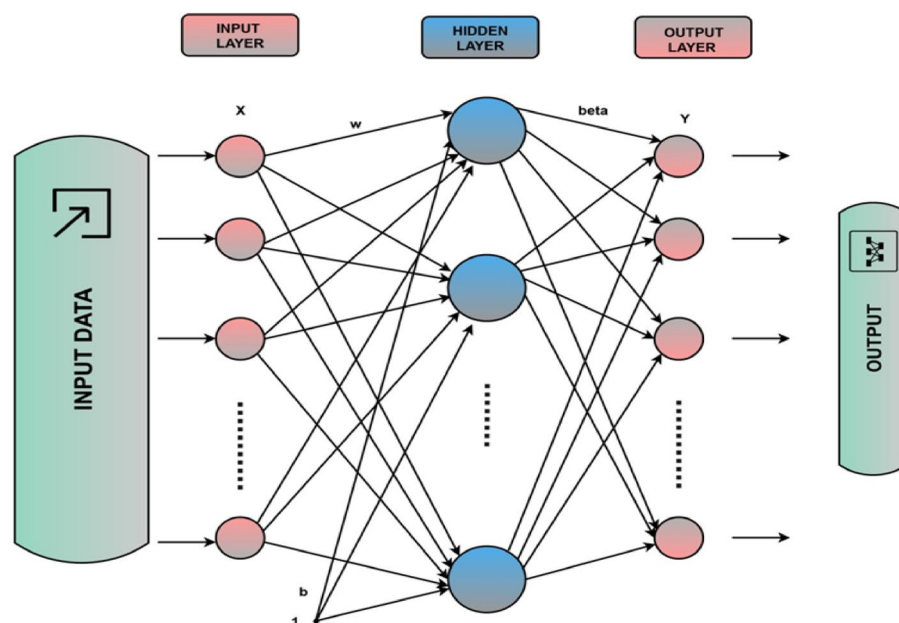 INPUT
LAYER
HIDDEN
LAYER
OUTPUT
LAYER
X
w
beta
Y
INPUT DATA
OUTPUT
b
1